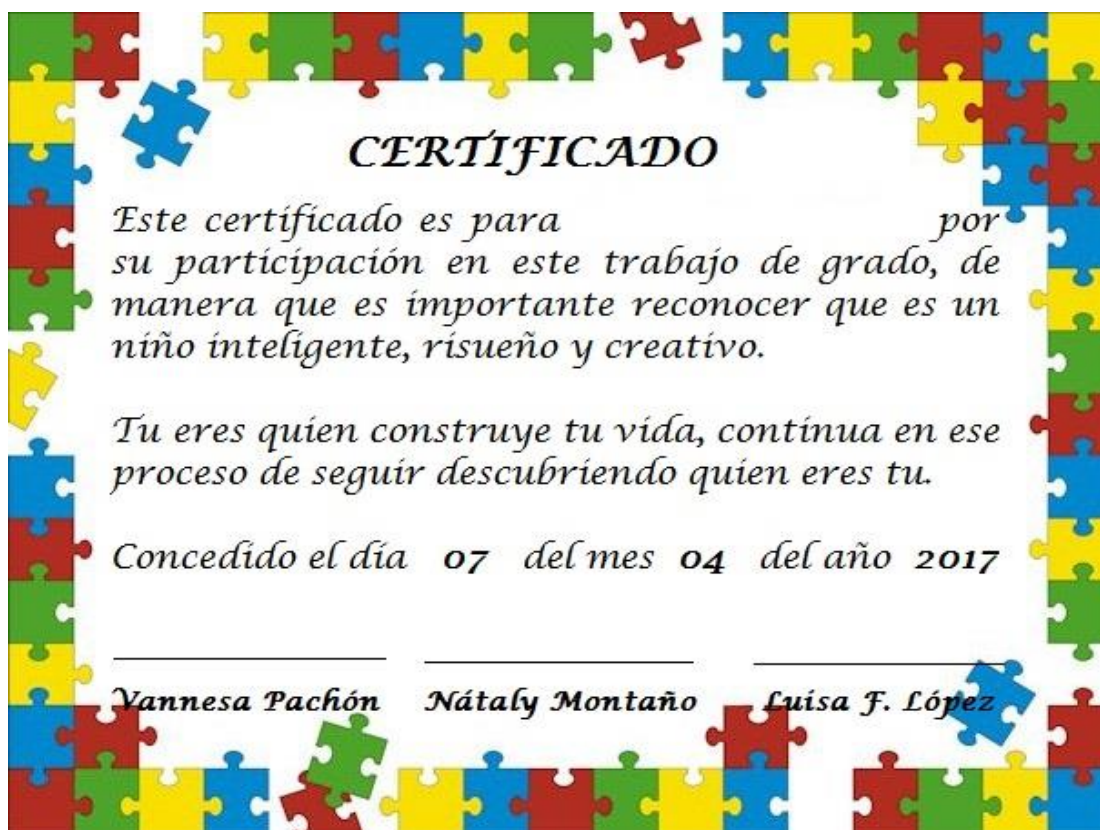 CERTIFICADO
Este certificado es para por
su participación en este trabajo de grado, de
manera que es importante reconocer que es un
niño inteligente, risueño y creativo.
Tu eres quien construye tu vida, continua en ese
proceso de seguir descubriendo quien eres tu.
Concedido el día 07 del mes 04 del año 2017
Vannesa Pachón Nátaly Montaño Luisa F. López